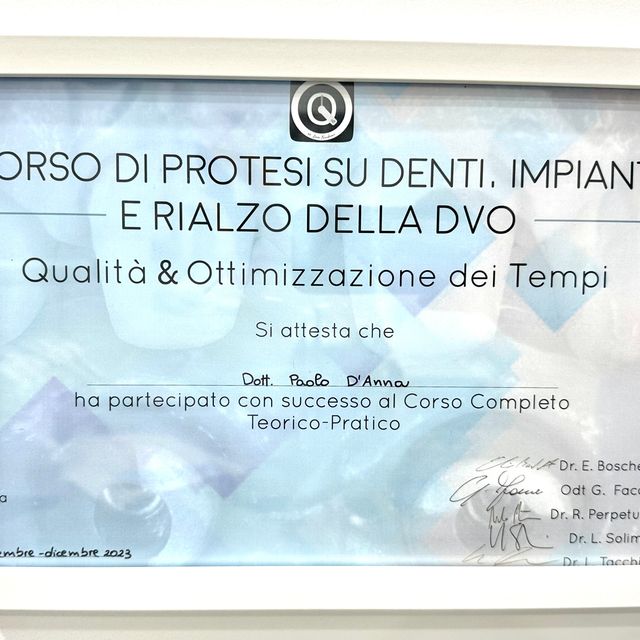 Q
ORSO DI PROTESI SU DENTI. IMPIANT
E RIALZO DELLA DVO
Qualità & Ottimizzazione dei Tempi
Si attesta che
Dott. Paolo D'Anna
ha partecipato con successo al Corso Completo
Teorico-Pratico
Dr. E. Bosche
a
Odt G. Fac
Dr. R. Perpetu
Dr. L. Solim
embre-dicembre 2023
Dr. L. Tacchi